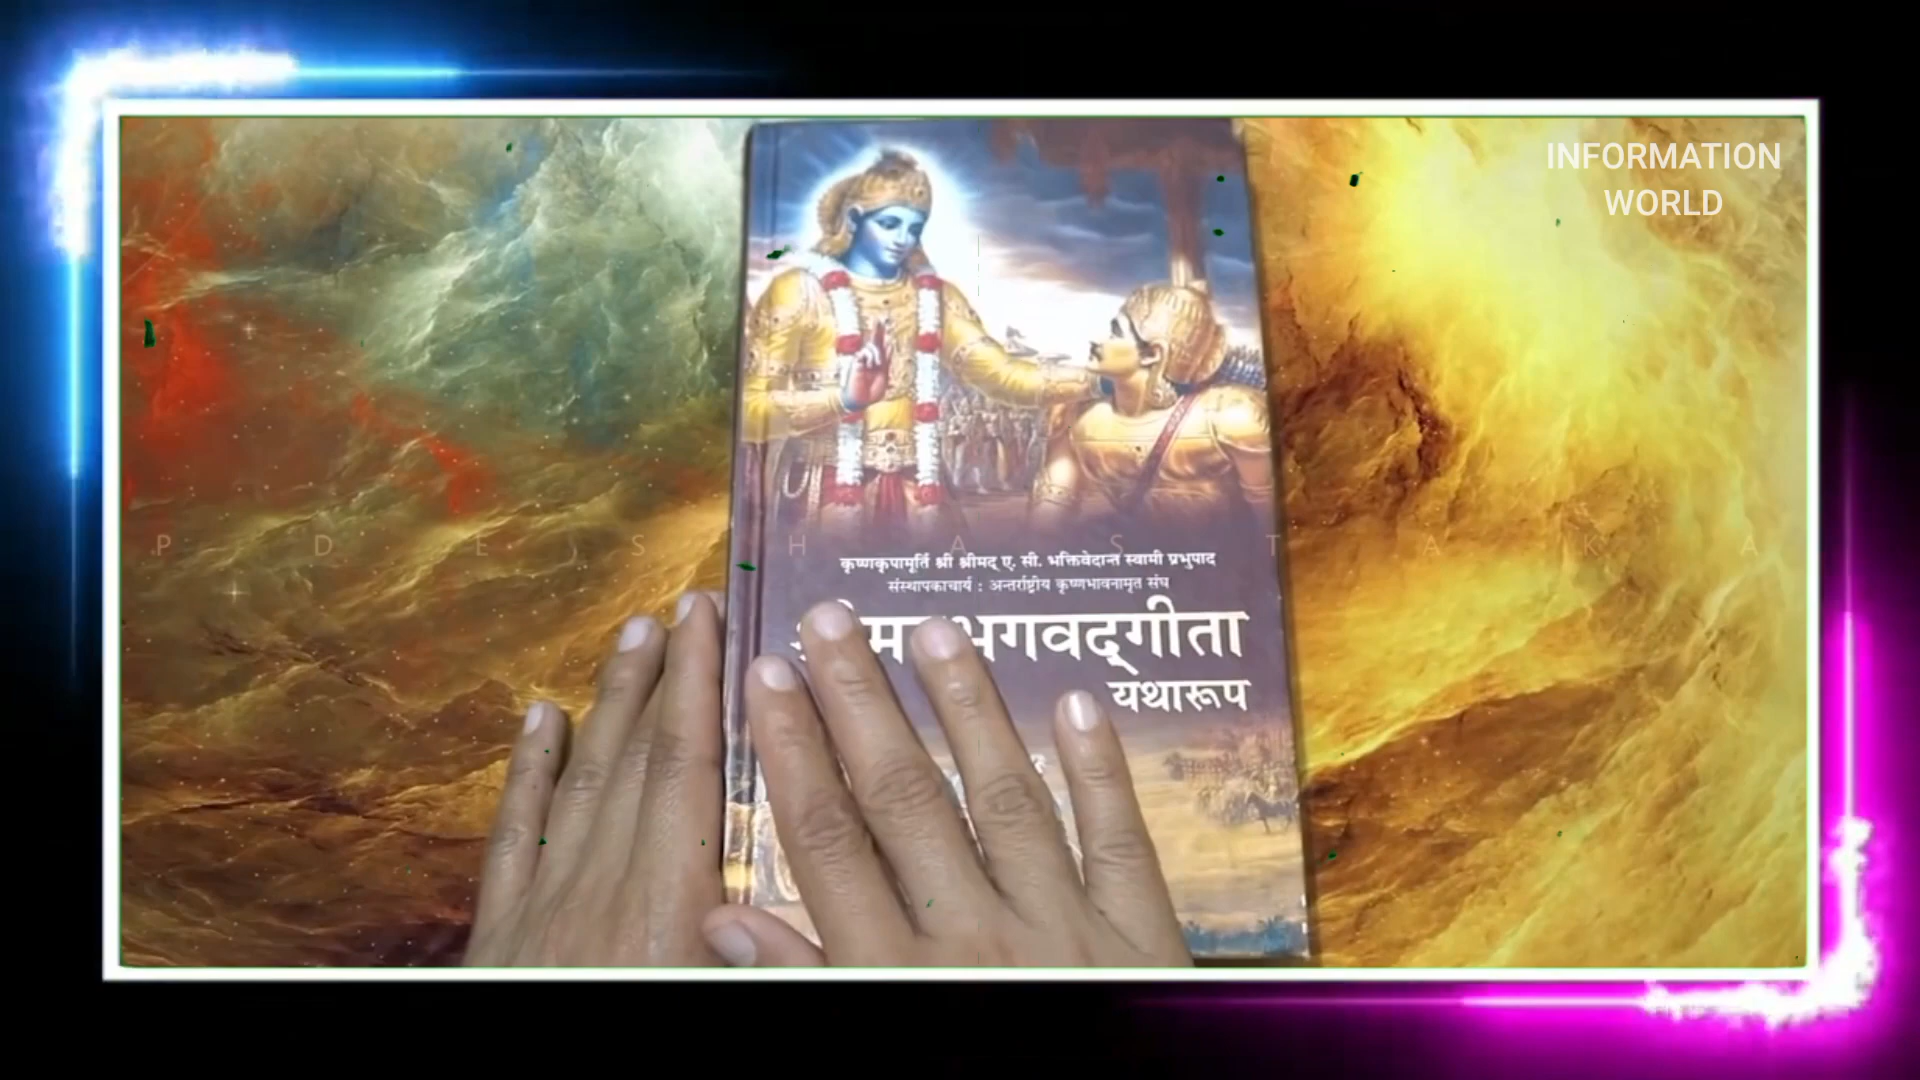 INFORMATION
WORLD
कृष्णकृपामूर्ति श्री श्रीमद् ए. सी. भक्तिवेदान्त स्वामी प्रभुपाद
संस्थापकाचार्य : अन्तर्राष्ट्रीय कृष्णभावनामृत संघ
P D E S H A S T A K A
भगवद्‌गीता
यथारूप